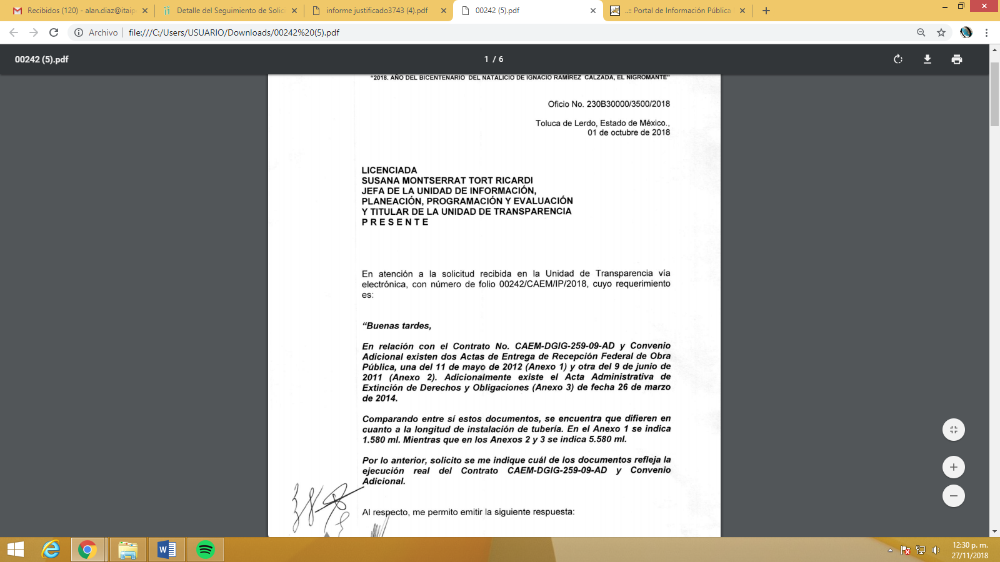 Recibidos (120) - alan.diaz@itaip
Detalle del Seguimiento de Solic
informe justificado3743 (4).pdf
00242 (5).pdf
..:: Portal de Información Pública
Archivo
file:///C:/Users/USUARIO/Downloads/00242%20(5).pdf
00242 (5).pdf
1 / 6
“2018. AÑO DEL BICENTENARIO DEL NATALICIO DE IGNACIO RAMÍREZ CALZADA, EL NIGROMANTE”
Oficio No. 230B30000/3500/2018
Toluca de Lerdo, Estado de México.,
01 de octubre de 2018
LICENCIADA
SUSANA MONTSERRAT TORT RICARDI
JEFA DE LA UNIDAD DE INFORMACIÓN,
PLANEACIÓN, PROGRAMACIÓN Y EVALUACIÓN
Y TITULAR DE LA UNIDAD DE TRANSPARENCIA
P R E S E N T E
En atención a la solicitud recibida en la Unidad de Transparencia vía
electrónica, con número de folio 00242/CAEM/IP/2018, cuyo requerimiento
es:
“Buenas tardes,
En relación con el Contrato No. CAEM-DGIG-259-09-AD y Convenio
Adicional existen dos Actas de Entrega de Recepción Federal de Obra
Pública, una del 11 de mayo de 2012 (Anexo 1) y otra del 9 de junio de
2011 (Anexo 2). Adicionalmente existe el Acta Administrativa de
Extinción de Derechos y Obligaciones (Anexo 3) de fecha 26 de marzo
de 2014.
Comparando entre sí estos documentos, se encuentra que difieren en
cuanto a la longitud de instalación de tubería. En el Anexo 1 se indica
1.580 ml. Mientras que en los Anexos 2 y 3 se indica 5.580 ml.
Por lo anterior, solicito se me indique cuál de los documentos refleja la
ejecución real del Contrato CAEM-DGIG-259-09-AD y Convenio
Adicional.
Al respecto, me permito emitir la siguiente respuesta:
12:30 p. m.
27/11/2018